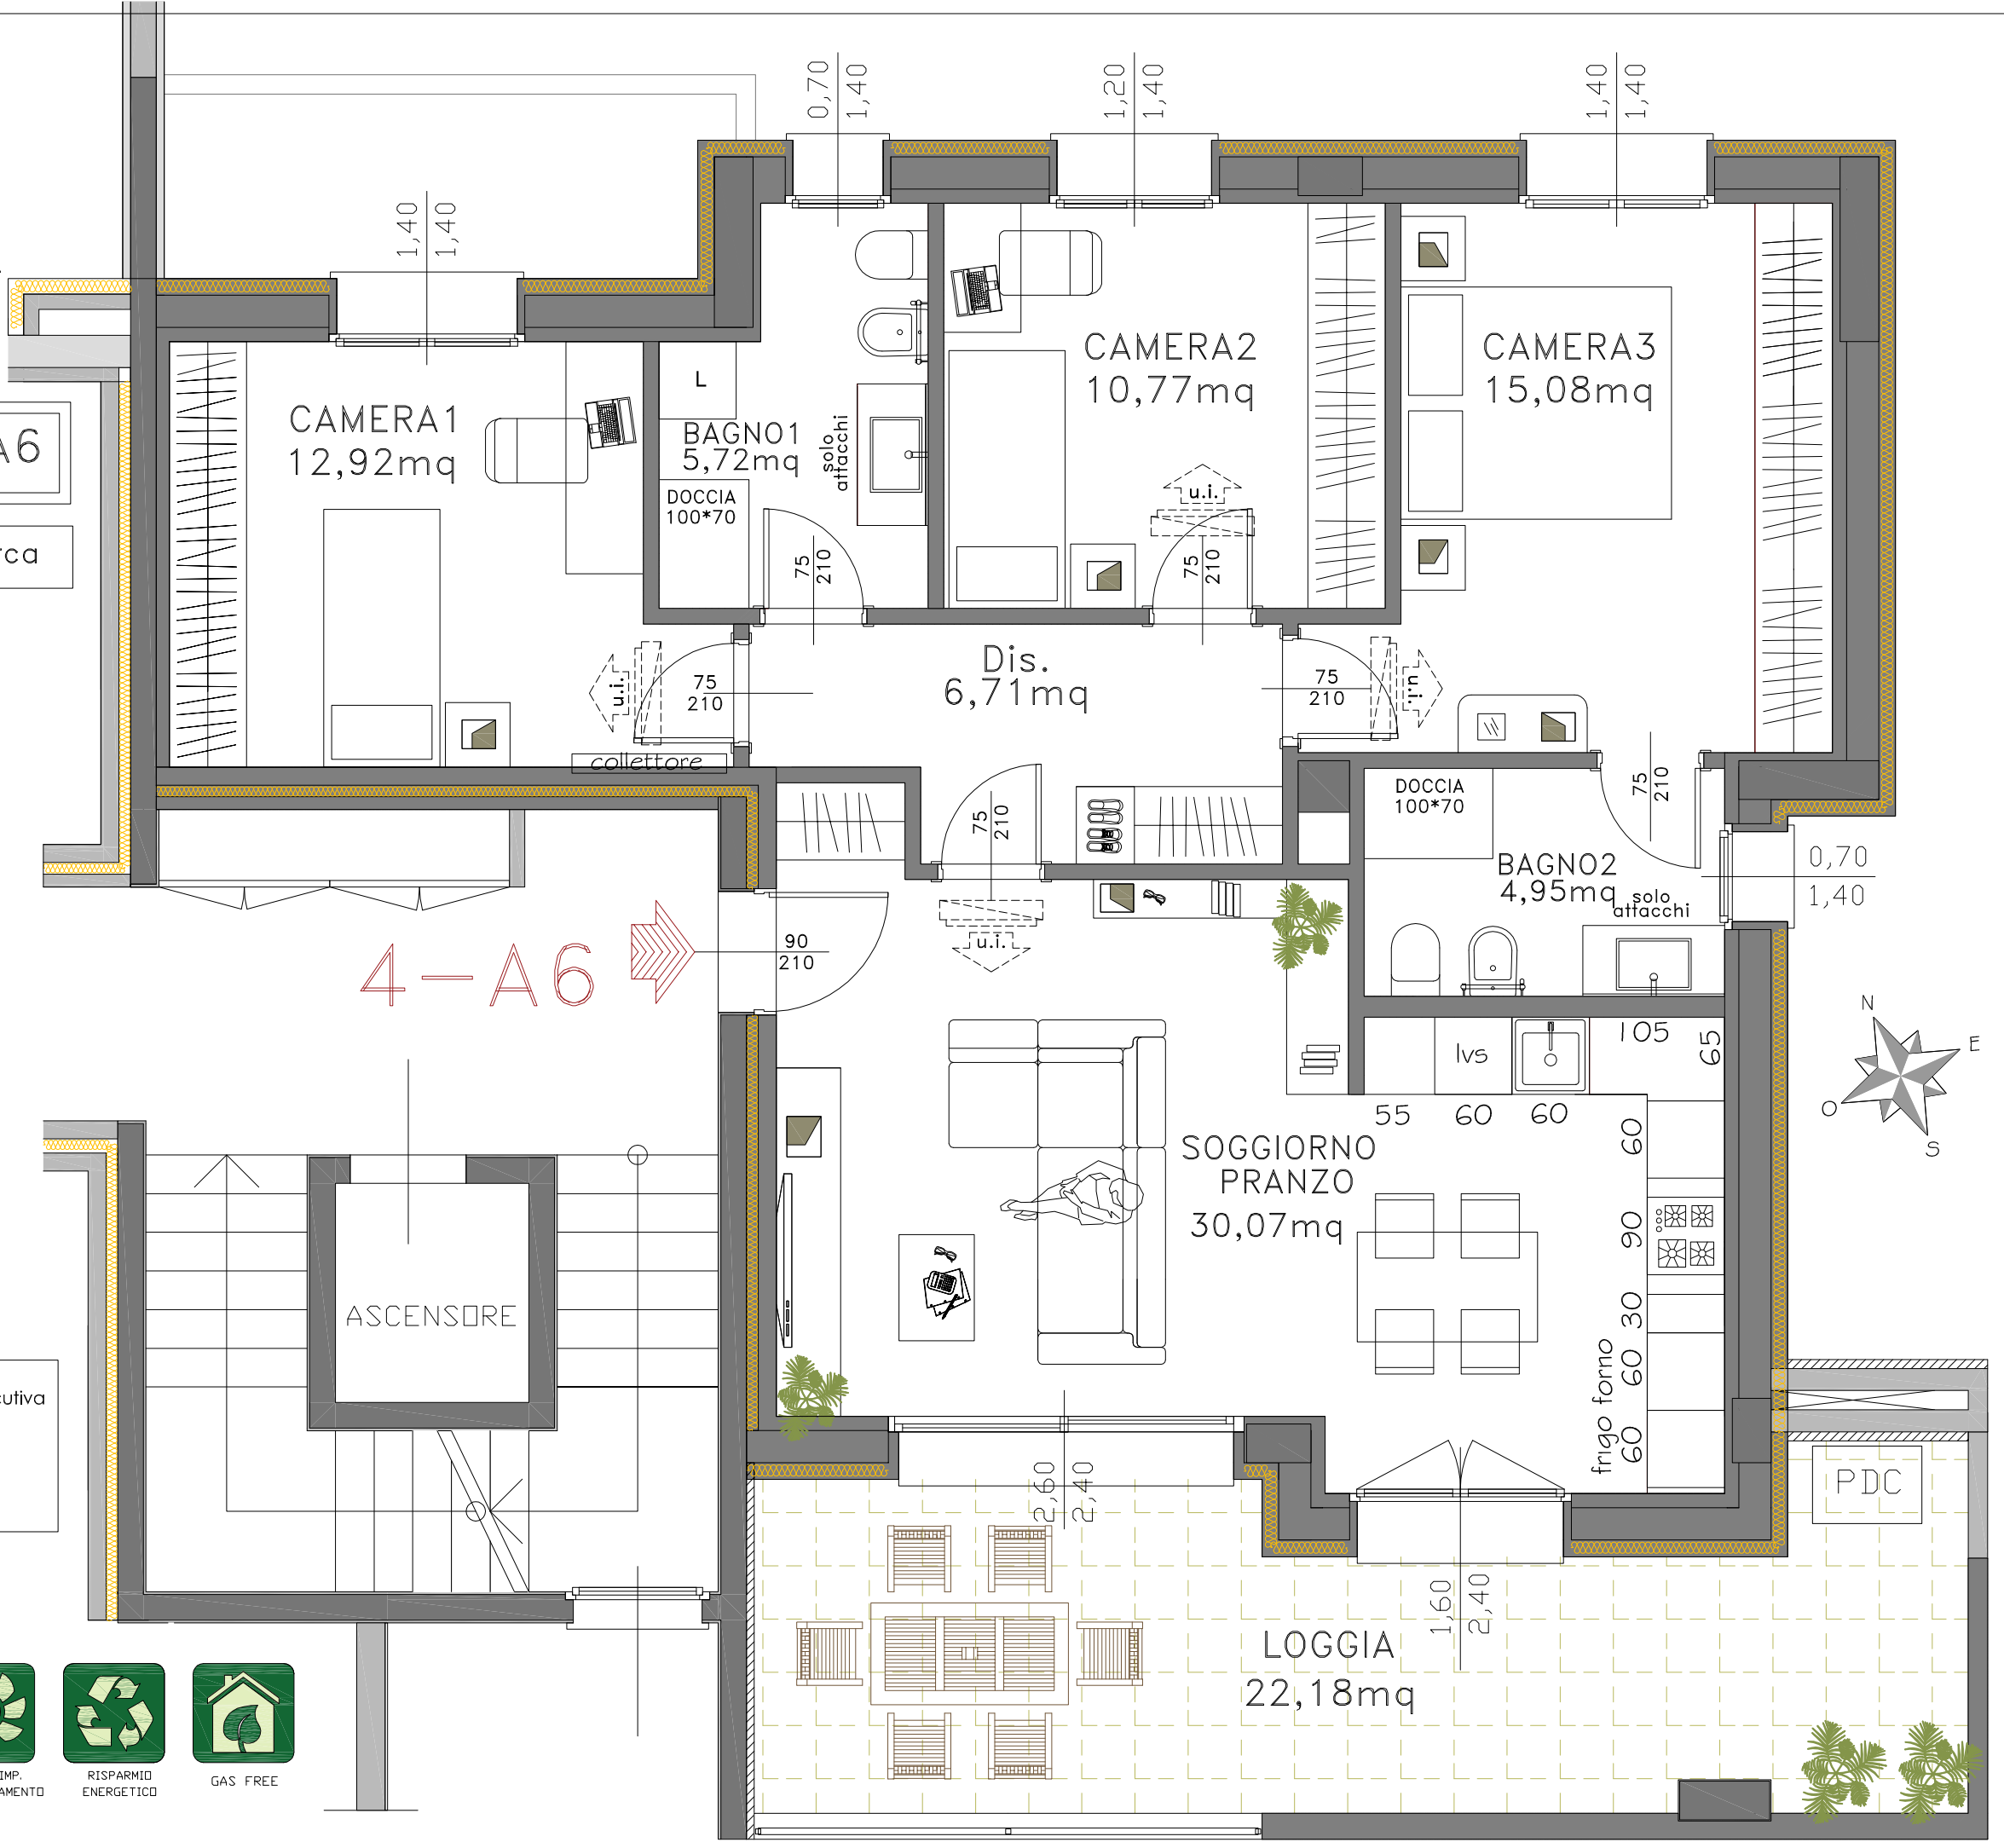 0,70
1,40
1,20
1,40
1,40
1,40
1,40
1,40
CAMERA1
12,92mq
L
BAGNO1
5,72mq
solo
attacchi
DOCCIA
100*70
75
210
CAMERA2
10,77mq
u.i.
75
210
CAMERA3
15,08mq
A6
u.i.
75
210
collettore
Dis.
6,71mq
75
210
u.i.
75
210
75
210
DOCCIA
100*70
BAGNO2
4,95mq
solo
attacchi
0,70
1,40
4-A6
90
210
u.i.
N
E
O
S
lvs
105
65
55
60
60
60
90
30
60
60
frigo forno
SOGGIORNO
PRANZO
30,07mq
ASCENSORE
2,60
2,40
1,60
2,40
PDC
LOGGIA
22,18mq
IMP.
RISPARMIO
ENERGETICO
GAS FREE